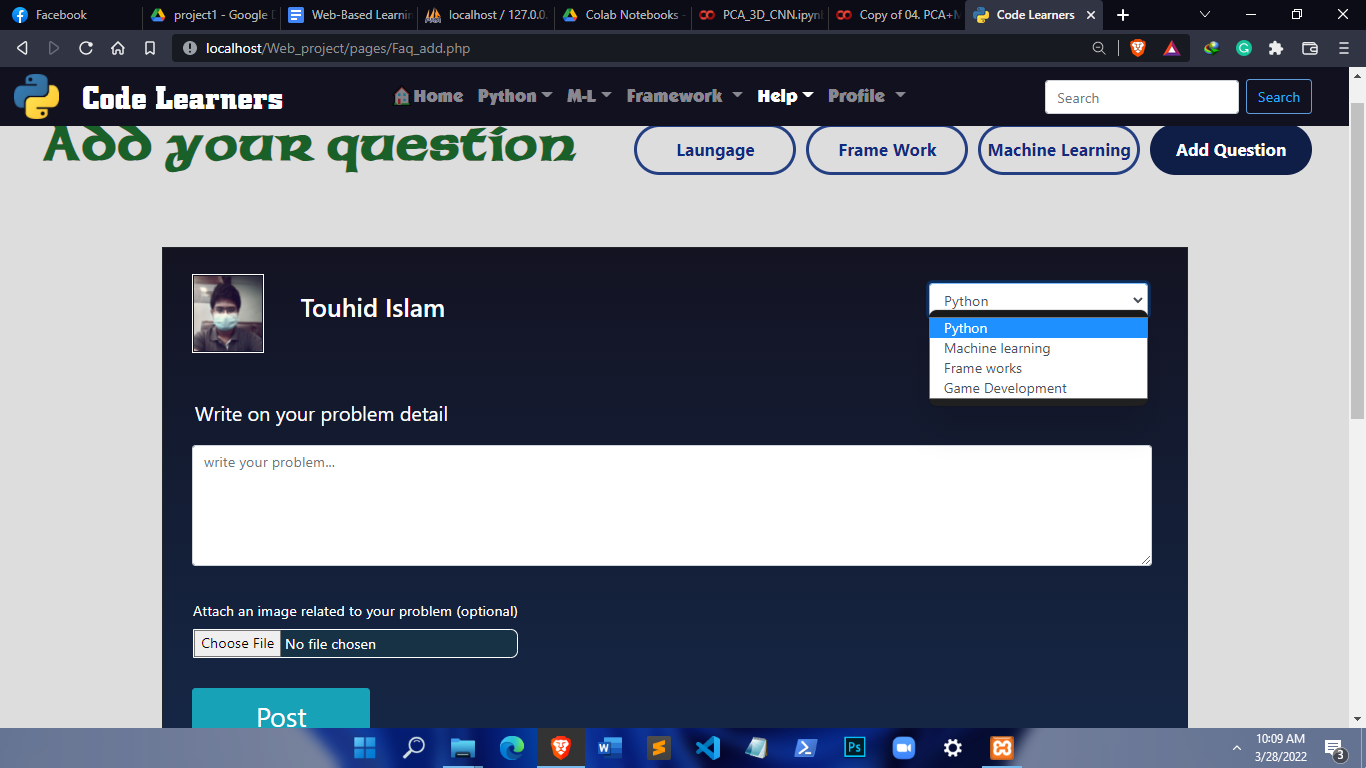 Facebook
project1 - Google D
Web-Based Learnin
localhost / 127.0.0.
Colab Notebooks -
PCA_3D_CNN.ipynb
Copy of 04. PCA+M
Code Learners
localhost/Web_project/pages/Faq_add.php
Code Learners
Home Python M-L Framework Help Profile
Search
Search
Add your question
Laungage
Frame Work
Machine Learning
Add Question
Touhid Islam
Python
Python
Machine learning
Frame works
Game Development
Write on your problem detail
write your problem...
Attach an image related to your problem (optional)
Choose File No file chosen
Post
10:09 AM
3/28/2022
3